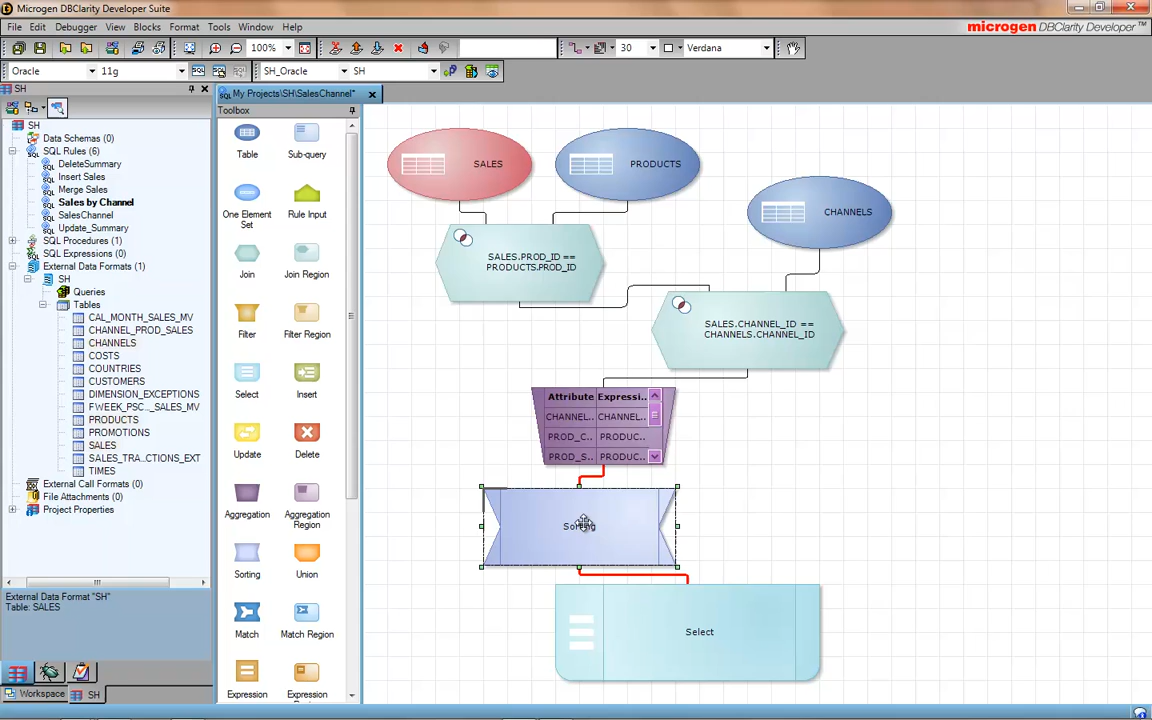 Microgen DBClarity Developer Suite
File Edit Debugger View Blocks Format Tools Window Help
microgen DBClarity Developer
100% 30 Verdana
Oracle 11g SH_Oracle SH
SH
My Projects\SH\SalesChannel*
Toolbox
SH
Data Schemas (0)
SQL Rules (6)
DeleteSummary
Insert Sales
Merge Sales
Sales by Channel
SalesChannel
Update_Summary
SQL Procedures (1)
SQL Expressions (0)
External Data Formats (1)
SH
Queries
Tables
CAL_MONTH_SALES_MV
CHANNEL_PROD_SALES
CHANNELS
COSTS
COUNTRIES
CUSTOMERS
DIMENSION_EXCEPTIONS
FWEEK_PSC..._SALES_MV
PRODUCTS
PROMOTIONS
SALES
SALES_TRA...CTIONS_EXT
TIMES
External Call Formats (0)
File Attachments (0)
Project Properties
External Data Format "SH"
Table: SALES
Workspace SH
Table Sub-query
One Element Set Rule Input
Join Join Region
Filter Filter Region
Select Insert
Update Delete
Aggregation Aggregation Region
Sorting Union
Match Match Region
Expression Expression Region
SALES
PRODUCTS
CHANNELS
SALES.PROD_ID ==
PRODUCTS.PROD_ID
SALES.CHANNEL_ID ==
CHANNELS.CHANNEL_ID
Attribute Expressi..
CHANNEL.. CHANNEL..
PROD_C.. PRODUC..
PROD_S.. PRODUC..
Sorting
Select